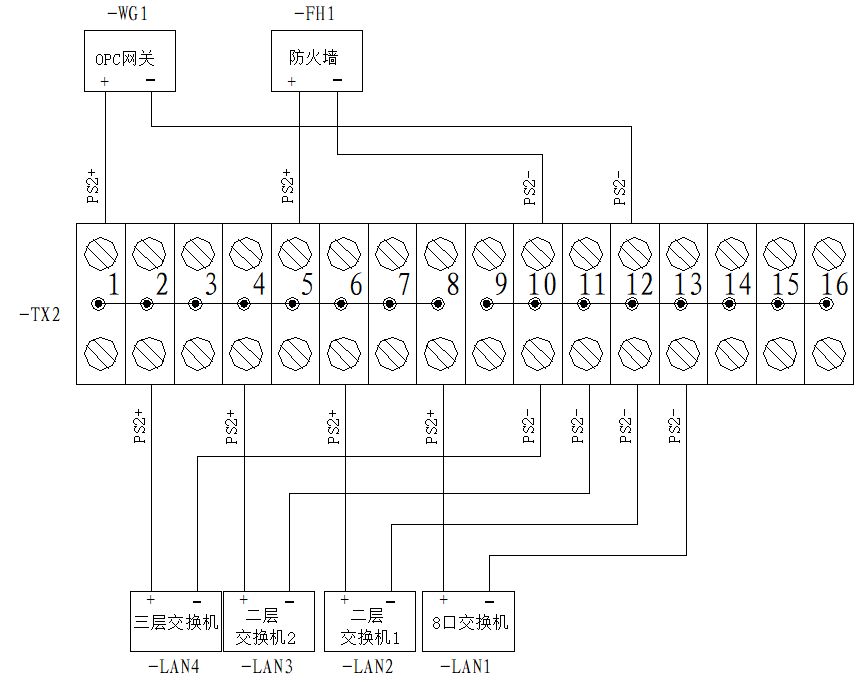 -WG1
-FH1
OPC网关
防火墙
+
-
+
-
PS2+
PS2+
PS2-
PS2-
1
2
3
4
5
6
7
8
9
10
11
12
13
14
15
16
-TX2
PS2+
PS2+
PS2+
PS2+
PS2-
PS2-
PS2-
PS2-
+
-
+
-
+
-
+
-
三层交换机
二层
交换机2
二层
交换机1
8口交换机
-LAN4
-LAN3
-LAN2
-LAN1